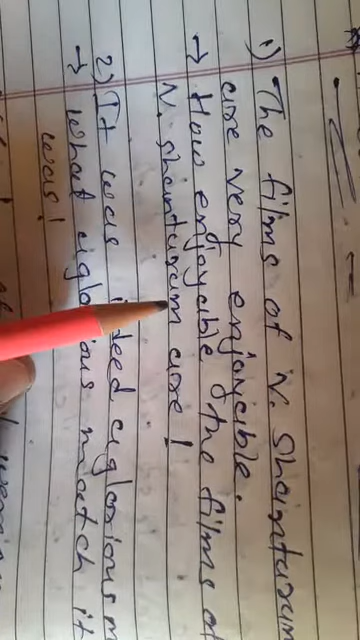 1) The films of V. Shantaram
are very enjoyable.
→ How enjoyable the films of
V. Shantaram are!
2) It was indeed a glorious
→ What a glorious match it
was!